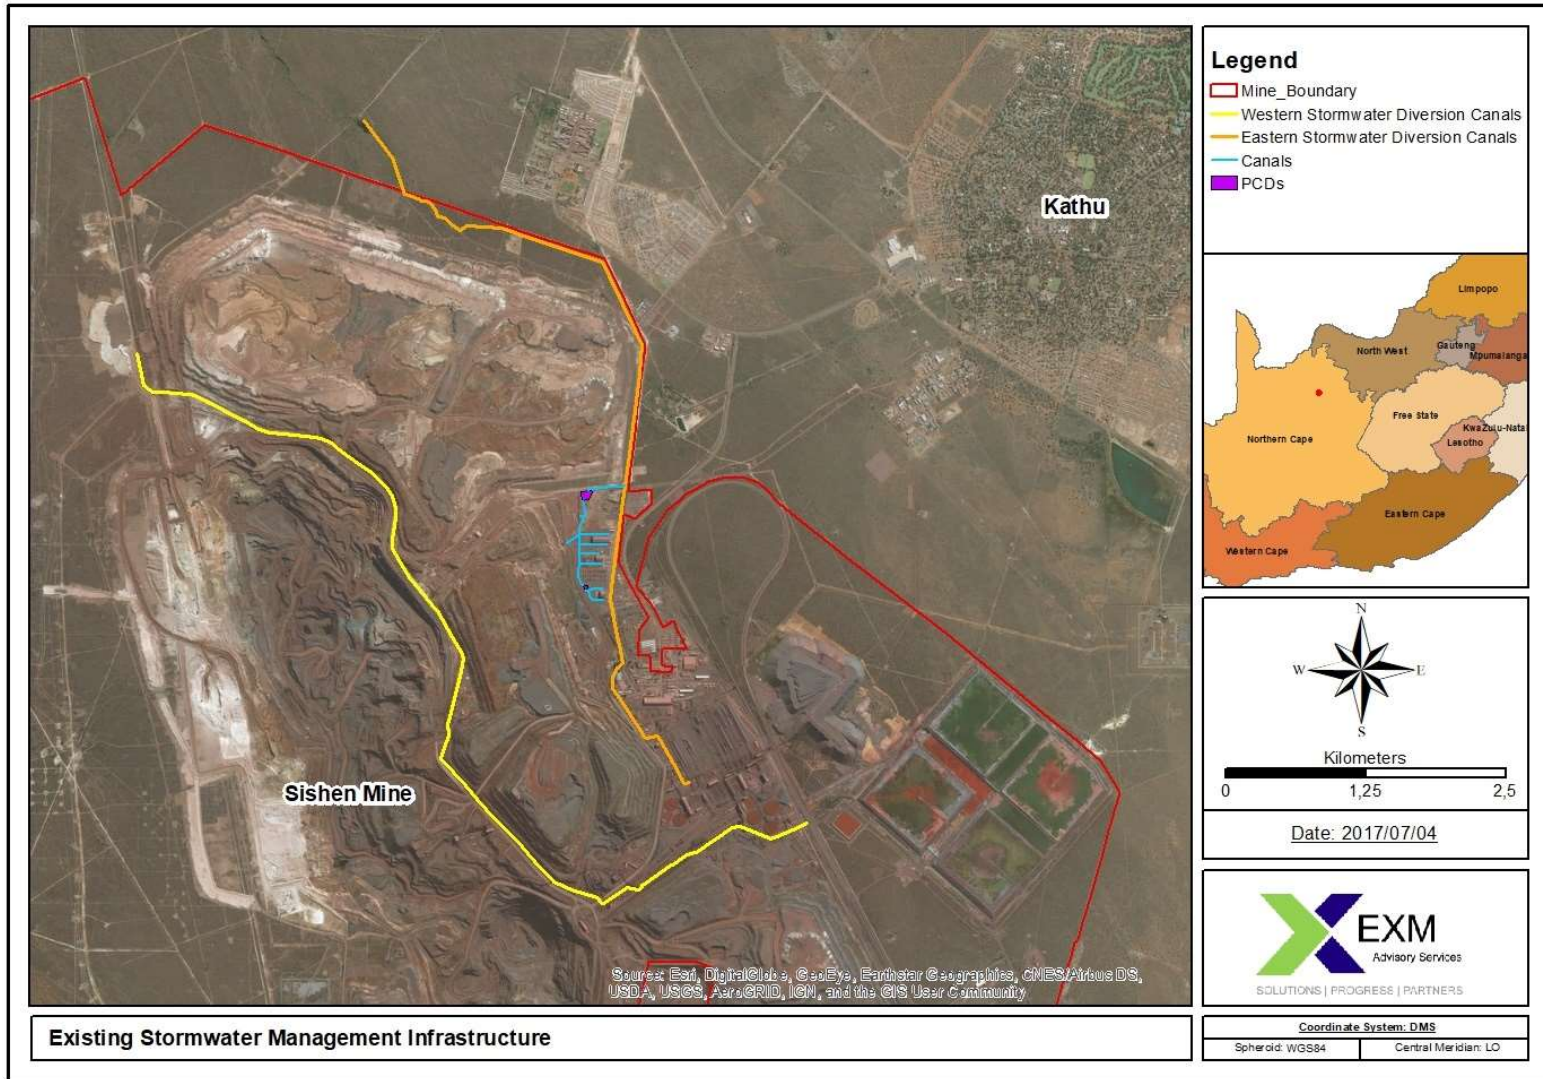 Kathu
Sishen Mine
Source: Esri, DigitalGlobe, GeoEye, Earthstar Geographics, CNES/Airbus DS,
USDA, USGS, AeroGRID, IGN, and the GIS User Community
Existing Stormwater Management Infrastructure
Legend
Mine_Boundary
Western Stormwater Diversion Canals
Eastern Stormwater Diversion Canals
Canals
PCDs
Limpopo
North West
Gauteng
Mpumalanga
Free State
KwaZulu-Natal
Lesotho
Northern Cape
Eastern Cape
Western Cape
N
W E
S
Kilometers
0 1,25 2,5
Date: 2017/07/04
EXM
Advisory Services
SOLUTIONS | PROGRESS | PARTNERS
Coordinate System: DMS
Spheroid: WGS84 Central Meridian: LO